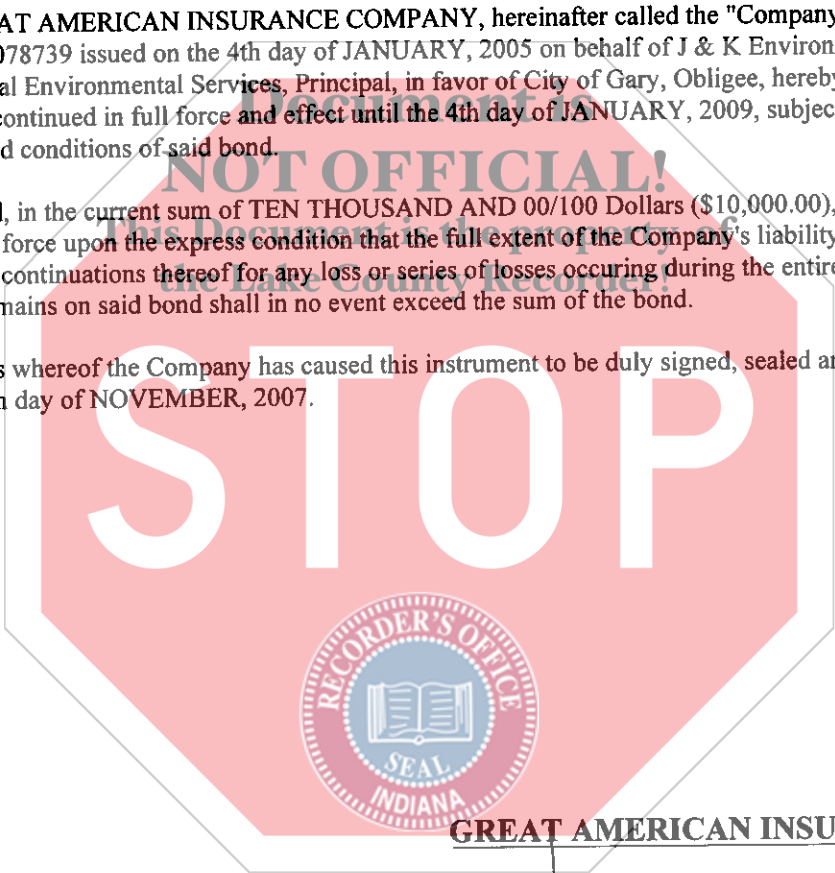 AT AMERICAN INSURANCE COMPANY, hereinafter called the "Company
078739 issued on the 4th day of JANUARY, 2005 on behalf of J & K Environ
al Environmental Services, Principal, in favor of City of Gary, Obligee, hereby
Document is
continued in full force and effect until the 4th day of JANUARY, 2009, subjec
d conditions of said bond.
NOT OFFICIAL!
, in the current sum of TEN THOUSAND AND 00/100 Dollars ($10,000.00),
This Document is the property of
force upon the express condition that the full extent of the Company's liability
continuations thereof for any loss or series of losses occuring during the entire
the Lake County Recorder!
mains on said bond shall in no event exceed the sum of the bond.
s whereof the Company has caused this instrument to be duly signed, sealed an
day of NOVEMBER, 2007.
STOP
RECORDER'S OFFICE
SEAL
INDIANA
GREAT AMERICAN INSU